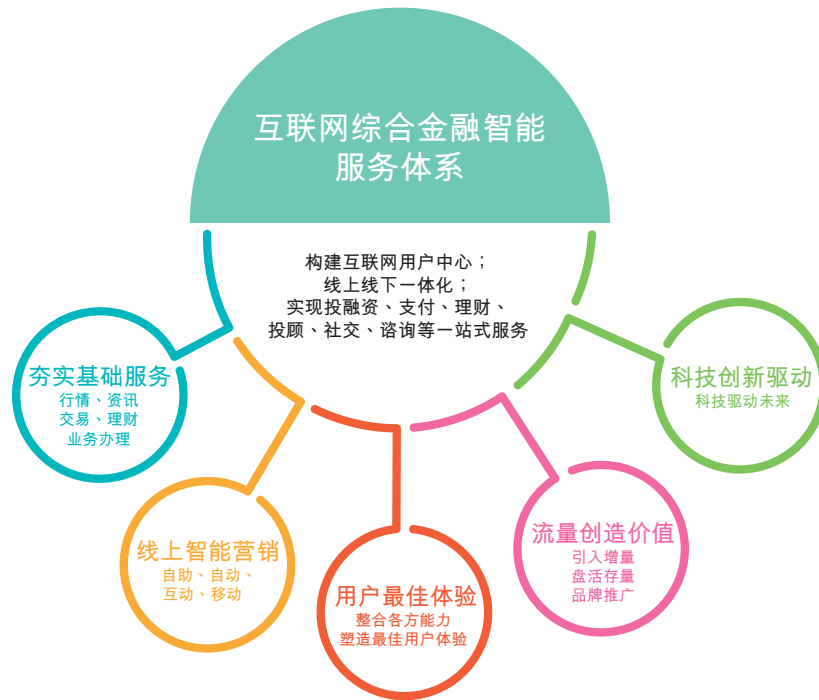 互联网综合金融智能
服务体系
构建互联网用户中心；
线上线下一体化；
实现投融资、支付、理财、
投顾、社交、谘询等一站式服务
夯实基础服务
行情、资讯
交易、理财
业务办理
线上智能营销
自助、自动、
互动、移动
用户最佳体验
整合各方能力
塑造最佳用户体验
流量创造价值
引入增量
盘活存量
品牌推广
科技创新驱动
科技驱动未来